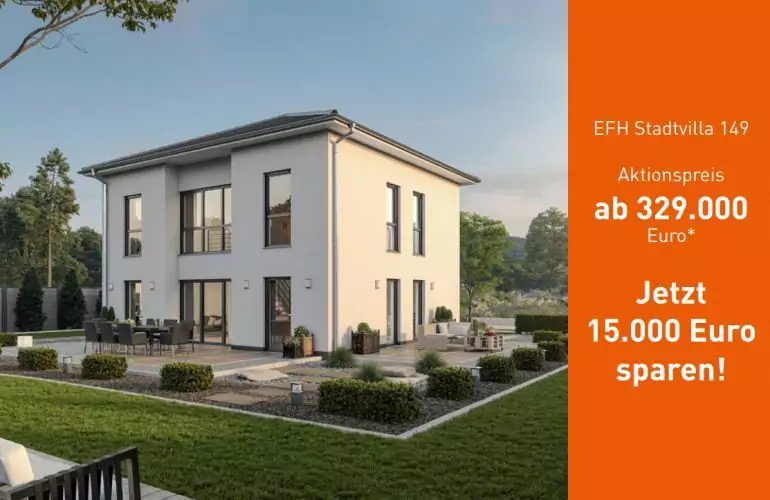 EFH Stadtvilla 149
Aktionspreis
ab 329.000
Euro*
Jetzt
15.000 Euro
sparen!